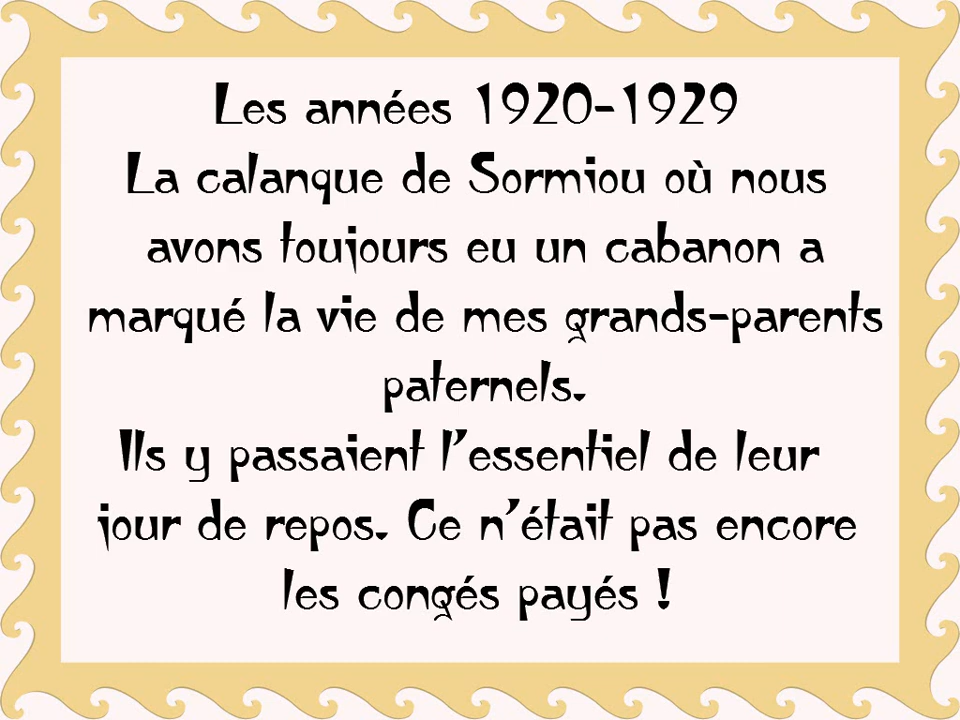 Les années 1920-1929
La calanque de Sormiou où nous
avons toujours eu un cabanon a
marqué la vie de mes grands-parents
paternels.
Ils y passaient l'essentiel de leur
jour de repos. Ce n'était pas encore
les congés payés !